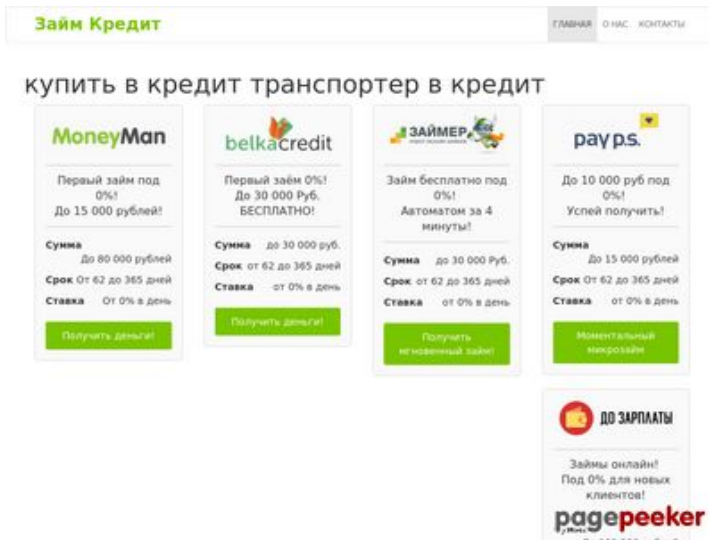 Займ Кредит
ГЛАВНАЯ О НАС КОНТАКТЫ
купить в кредит транспортер в кредит
MoneyMan
Первый займ под
0%!
До 15 000 рублей!
Сумма
До 80 000 рублей
Срок От 62 до 365 дней
Ставка От 0% в день
Получить деньги!
belkacredit
Первый заём 0%!
До 30 000 Руб.
БЕСПЛАТНО!
Сумма до 30 000 руб.
Срок от 62 до 365 дней
Ставка от 0% в день
Получить деньги!
ЗАЙМЕР
Займ бесплатно под
0%!
Автоматом за 4
минуты!
Сумма до 30 000 Руб.
Срок от 62 до 365 дней
Ставка от 0% в день
Получить
мгновенный займ!
pay p.s.
До 10 000 руб под
0%!
Успей получить!
Сумма
До 15 000 рублей
Срок От 62 до 365 дней
Ставка От 0% в день
Моментальный
микрозайм
ДО ЗАРПЛАТЫ
Займы онлайн!
Под 0% для новых
клиентов!
pagepeeker